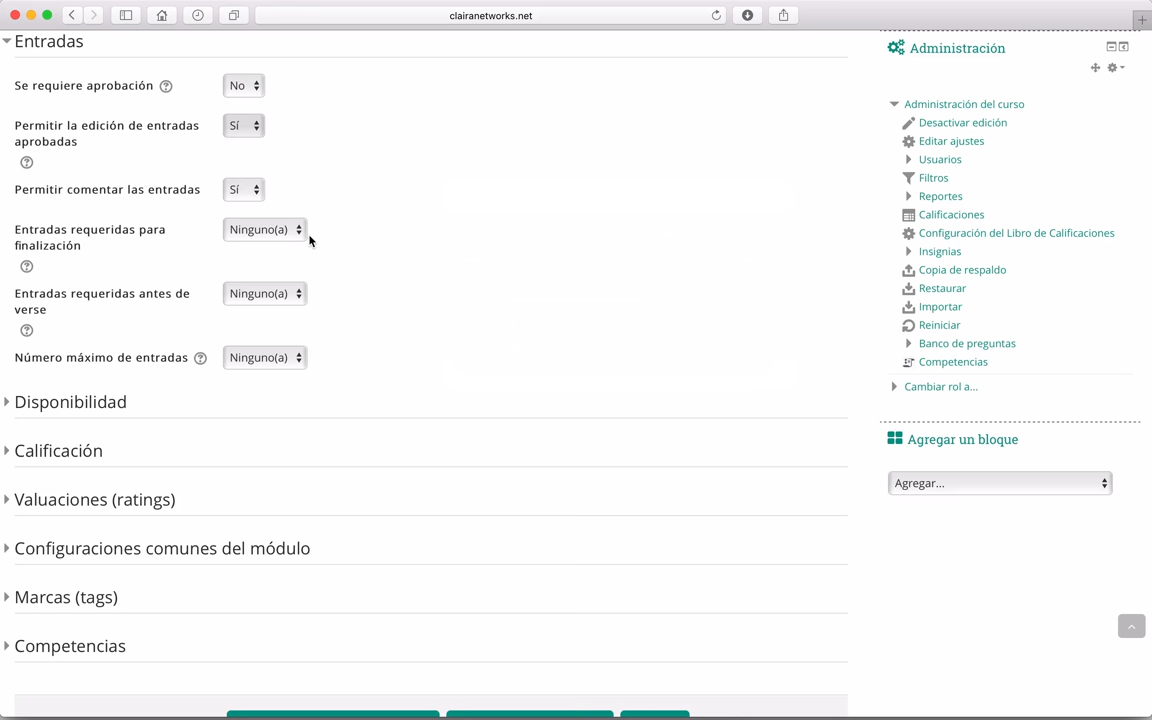 clairanetworks.net
Entradas
Se requiere aprobación
No
Permitir la edición de entradas
aprobadas
Sí
Permitir comentar las entradas
Sí
Entradas requeridas para
finalización
Ninguno(a)
Entradas requeridas antes de
verse
Ninguno(a)
Número máximo de entradas
Ninguno(a)
Disponibilidad
Calificación
Valuaciones (ratings)
Configuraciones comunes del módulo
Marcas (tags)
Competencias
Administración
Administración del curso
Desactivar edición
Editar ajustes
Usuarios
Filtros
Reportes
Calificaciones
Configuración del Libro de Calificaciones
Insignias
Copia de respaldo
Restaurar
Importar
Reiniciar
Banco de preguntas
Competencias
Cambiar rol a...
Agregar un bloque
Agregar...